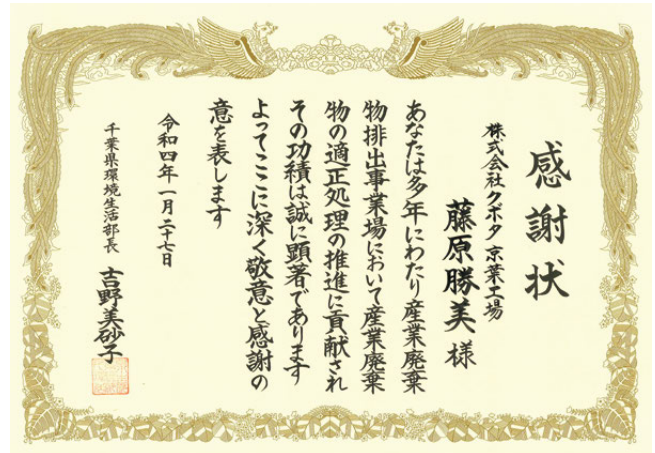 感謝状
株式会社クボタ 京葉工場
藤原勝美 様
あなたは多年にわたり産業廃棄
物排出事業場において産業廃棄
物の適正処理の推進に貢献され
その功績は誠に顕著であります
よってここに深く敬意と感謝の
意を表します
令和四年一月二十七日
千葉県環境生活部長 吉野美砂子